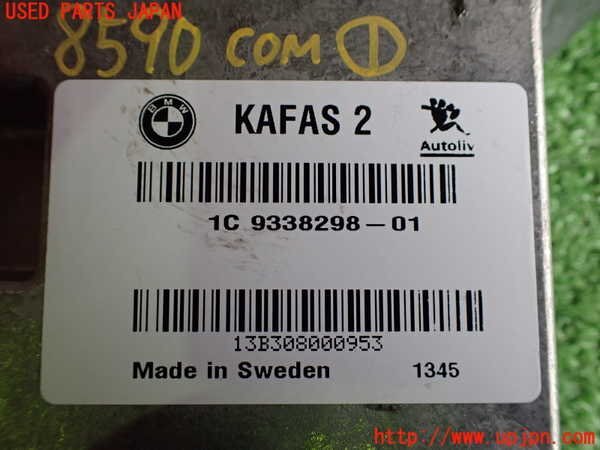 USED PARTS JAPAN
8590 COM ①
BMW
KAFAS 2
Autoliv
1C 9338298-01
13B308000953
Made in Sweden 1345
http://www.upjpn.com